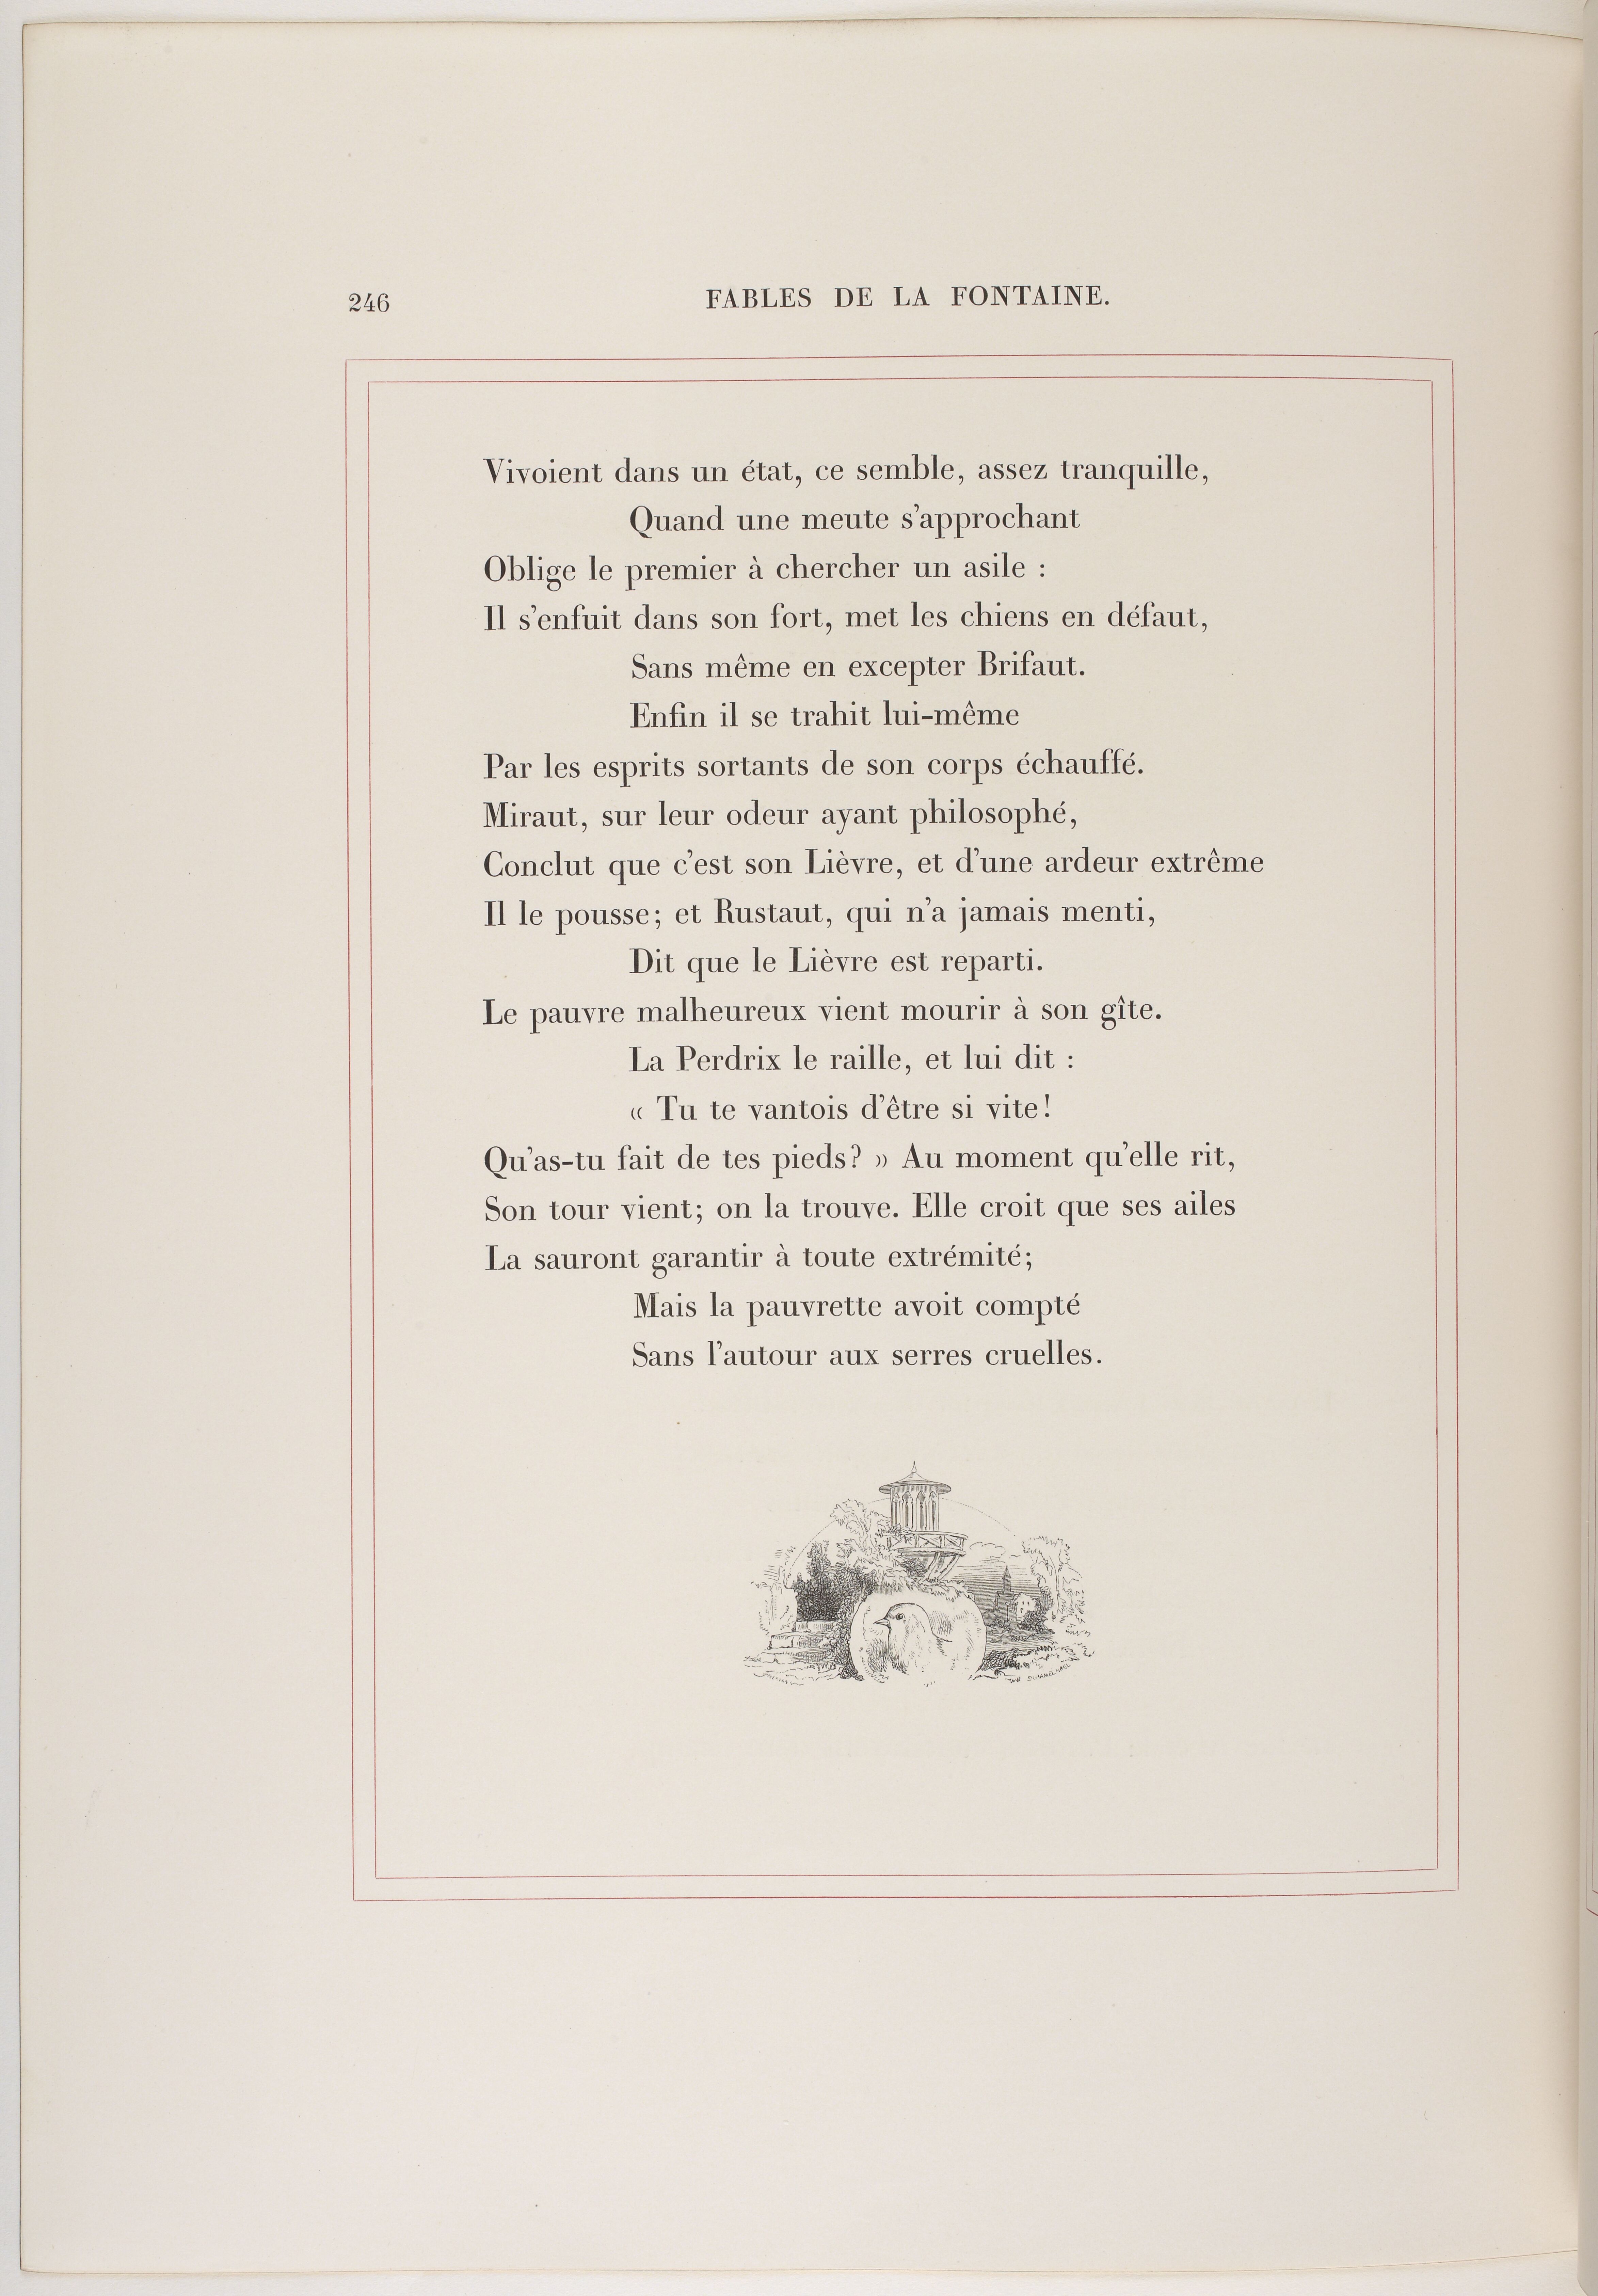 246
FABLES DE LA FONTAINE.
Vivoient dans un état, ce semble, assez tranquille,
Quand une meute s'approchant
Oblige le premier à chercher un asile :
Il s'enfuit dans son fort, met les chiens en défaut,
Sans même en excepter Brifaut.
Enfin il se trahit lui-même
Par les esprits sortants de son corps échauffé.
Miraut, sur leur odeur ayant philosophé,
Conclut que c'est son Lièvre, et d'une ardeur extrême
Il le pousse; et Rustaut, qui n'a jamais menti,
Dit que le Lièvre est reparti.
Le pauvre malheureux vient mourir à son gîte.
La Perdrix le raille, et lui dit :
« Tu te vantois d'être si vite!
Qu'as-tu fait de tes pieds? » Au moment qu'elle rit,
Son tour vient; on la trouve. Elle croit que ses ailes
La sauront garantir à toute extrémité;
Mais la pauvrette avoit compté
Sans l'autour aux serres cruelles.